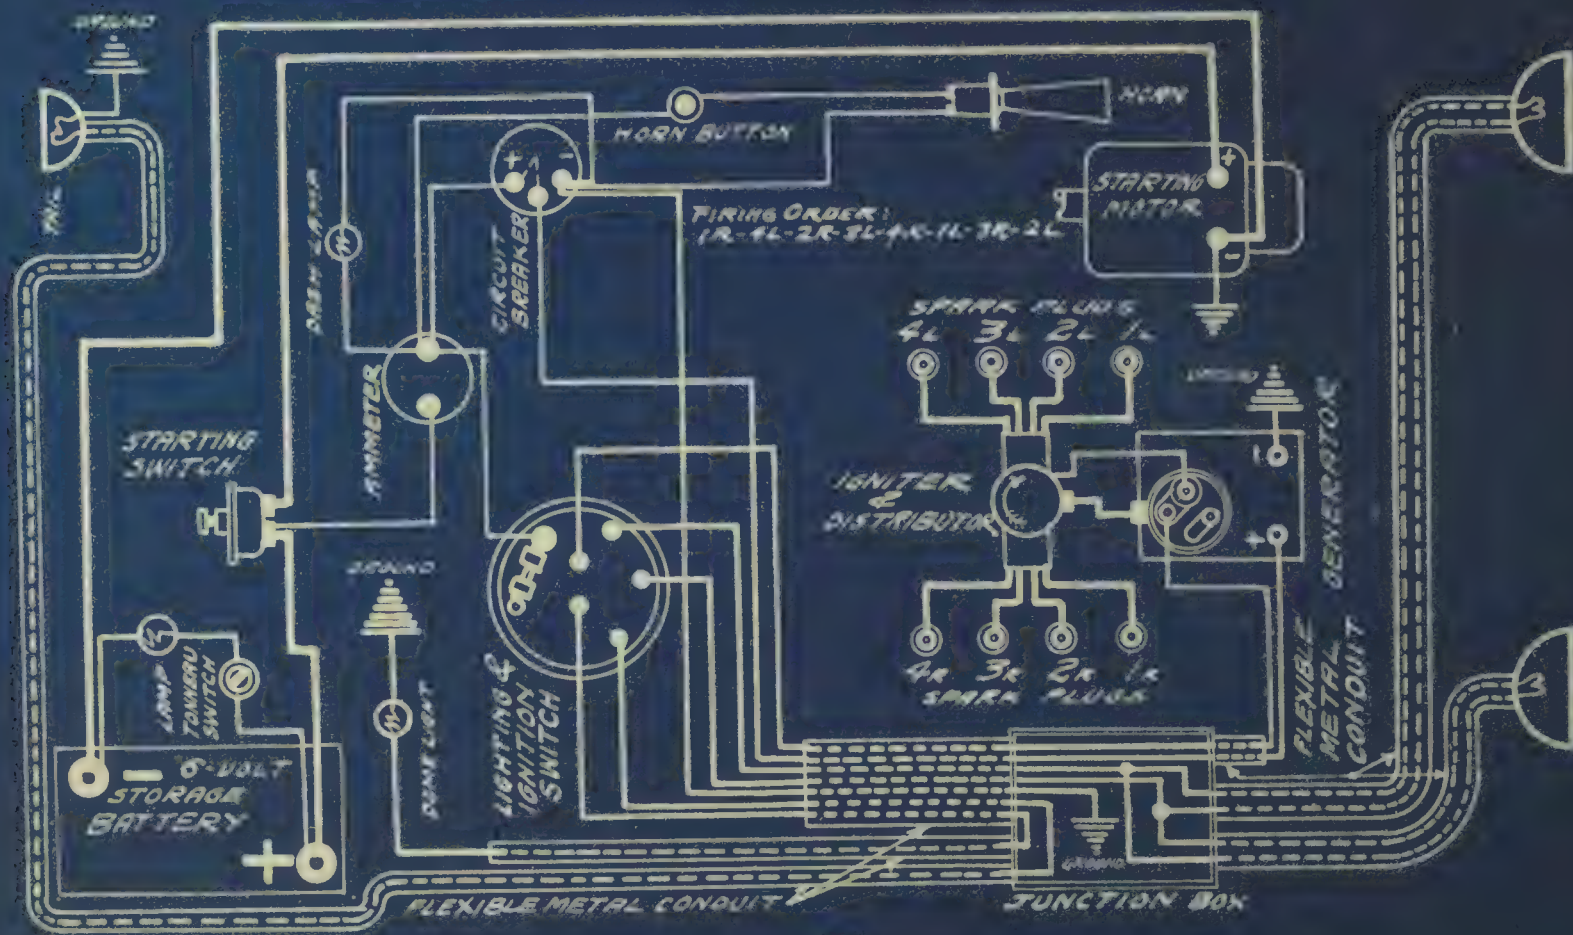 GROUND
TAIL
HORN
HORN BUTTON
DASH LAMP
CIRCUIT
BREAKER
+
-
FIRING ORDER:
1R-4L-2R-3L-4R-1L-3R-2L
STARTING
MOTOR
+
-
SPARK PLUGS
4L 3L 2L 1L
AMMETER
STARTING
SWITCH
IGNITER
&
DISTRIBUTOR
GROUND
-
+
GENERATOR
GROUND
4R 3R 2R 1R
SPARK PLUGS
FLEXIBLE
METAL
CONDUIT
LAMP
TONNEAU
SWITCH
DOME LIGHT
LIGHTING &
IGNITION
SWITCH
- 6-VOLT
STORAGE
BATTERY
+
GROUND
FLEXIBLE METAL CONDUIT
JUNCTION BOX